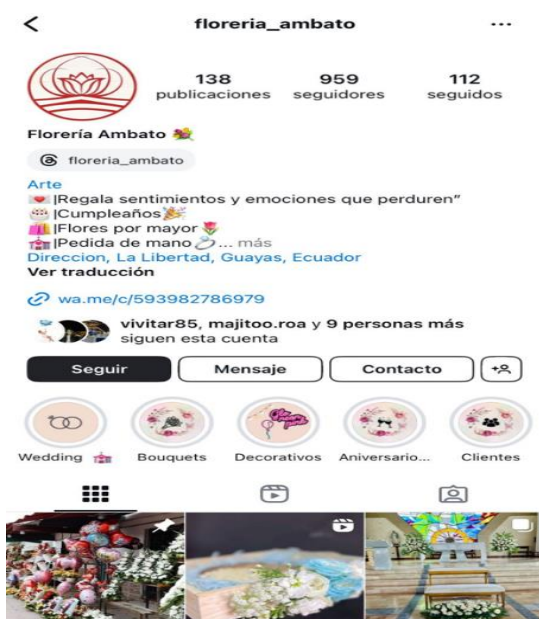 floreria_ambato
138 959 112
publicaciones seguidores seguidos
Florería Ambato
floreria_ambato
Arte
|Regala sentimientos y emociones que perduren"
|Cumpleaños
|Flores por mayor
|Pedida de mano ... más
Direccion, La Libertad, Guayas, Ecuador
Ver traducción
wa.me/c/593982786979
vivitar85, majitoo.roa y 9 personas más
siguen esta cuenta
Seguir Mensaje Contacto
Wedding Bouquets Decorativos Aniversario... Clientes